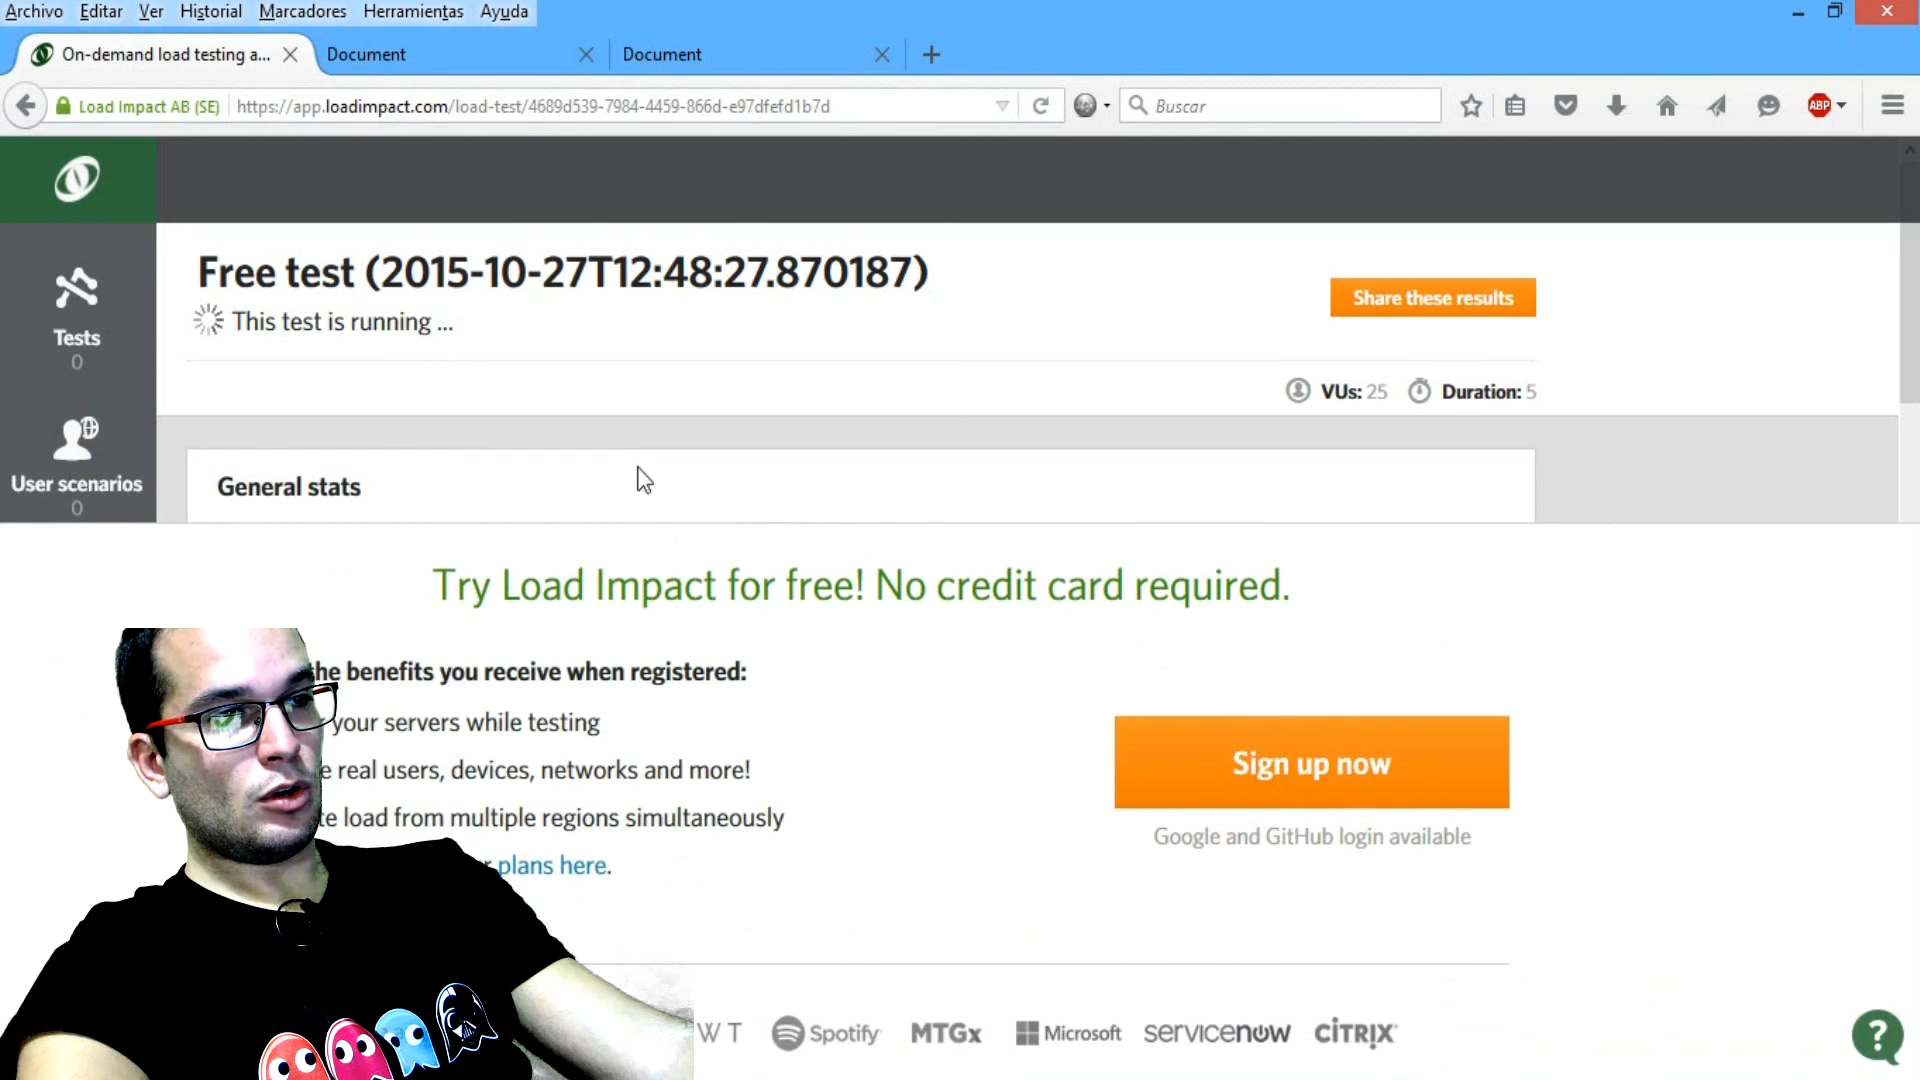 Archivo Editar Ver Historial Marcadores Herramientas Ayuda
On-demand load testing a...
Document
Document
Load Impact AB (SE)
https://app.loadimpact.com/load-test/4689d539-7984-4459-866d-e97dfefd1b7d
Buscar
ABP
Free test (2015-10-27T12:48:27.870187)
This test is running ...
Share these results
Tests
0
VUs: 25
Duration: 5
User scenarios
0
General stats
Try Load Impact for free! No credit card required.
the benefits you receive when registered:
your servers while testing
real users, devices, networks and more!
load from multiple regions simultaneously
plans here.
Sign up now
Google and GitHub login available
W T
Spotify
MTGx
Microsoft
servicenow
CITRIX
?